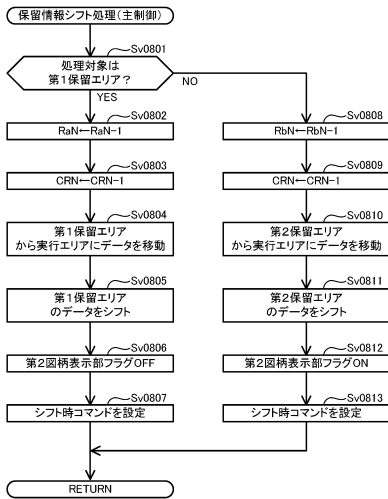 保留情報シフト処理(主制御)
Sv0801
処理対象は
第1保留エリア?
NO
YES
Sv0802
RaN←RaN-1
Sv0803
CRN←CRN-1
Sv0804
第1保留エリア
から実行エリアにデータを移動
Sv0805
第1保留エリア
のデータをシフト
Sv0806
第2図柄表示部フラグOFF
Sv0807
シフト時コマンドを設定
Sv0808
RbN←RbN-1
Sv0809
CRN←CRN-1
Sv0810
第2保留エリア
から実行エリアにデータを移動
Sv0811
第2保留エリア
のデータをシフト
Sv0812
第2図柄表示部フラグON
Sv0813
シフト時コマンドを設定
RETURN